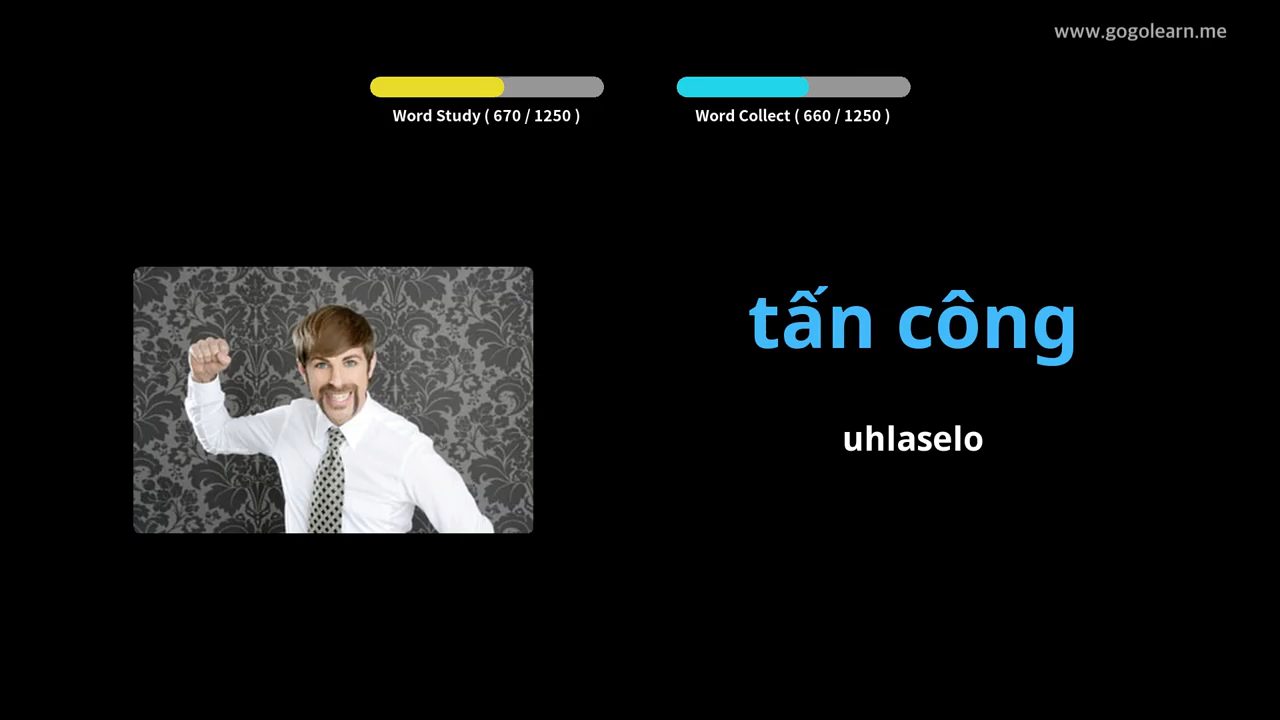 www.gogolearn.me
Word Study ( 670 / 1250 )
Word Collect ( 660 / 1250 )
tấn công
uhlaselo